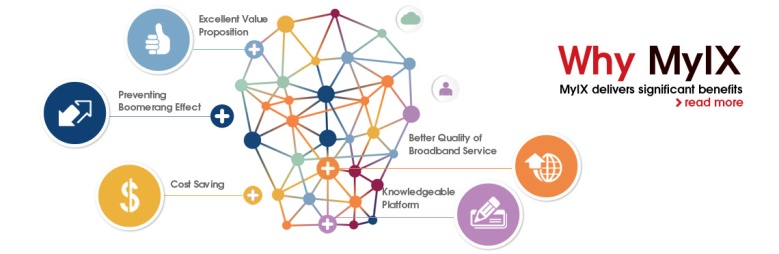 Excellent Value
Proposition
Why MyIX
MyIX delivers significant benefits
read more
Preventing
Boomerang Effect
Better Quality of
Broadband Service
Cost Saving
$
Knowledgeable
Platform